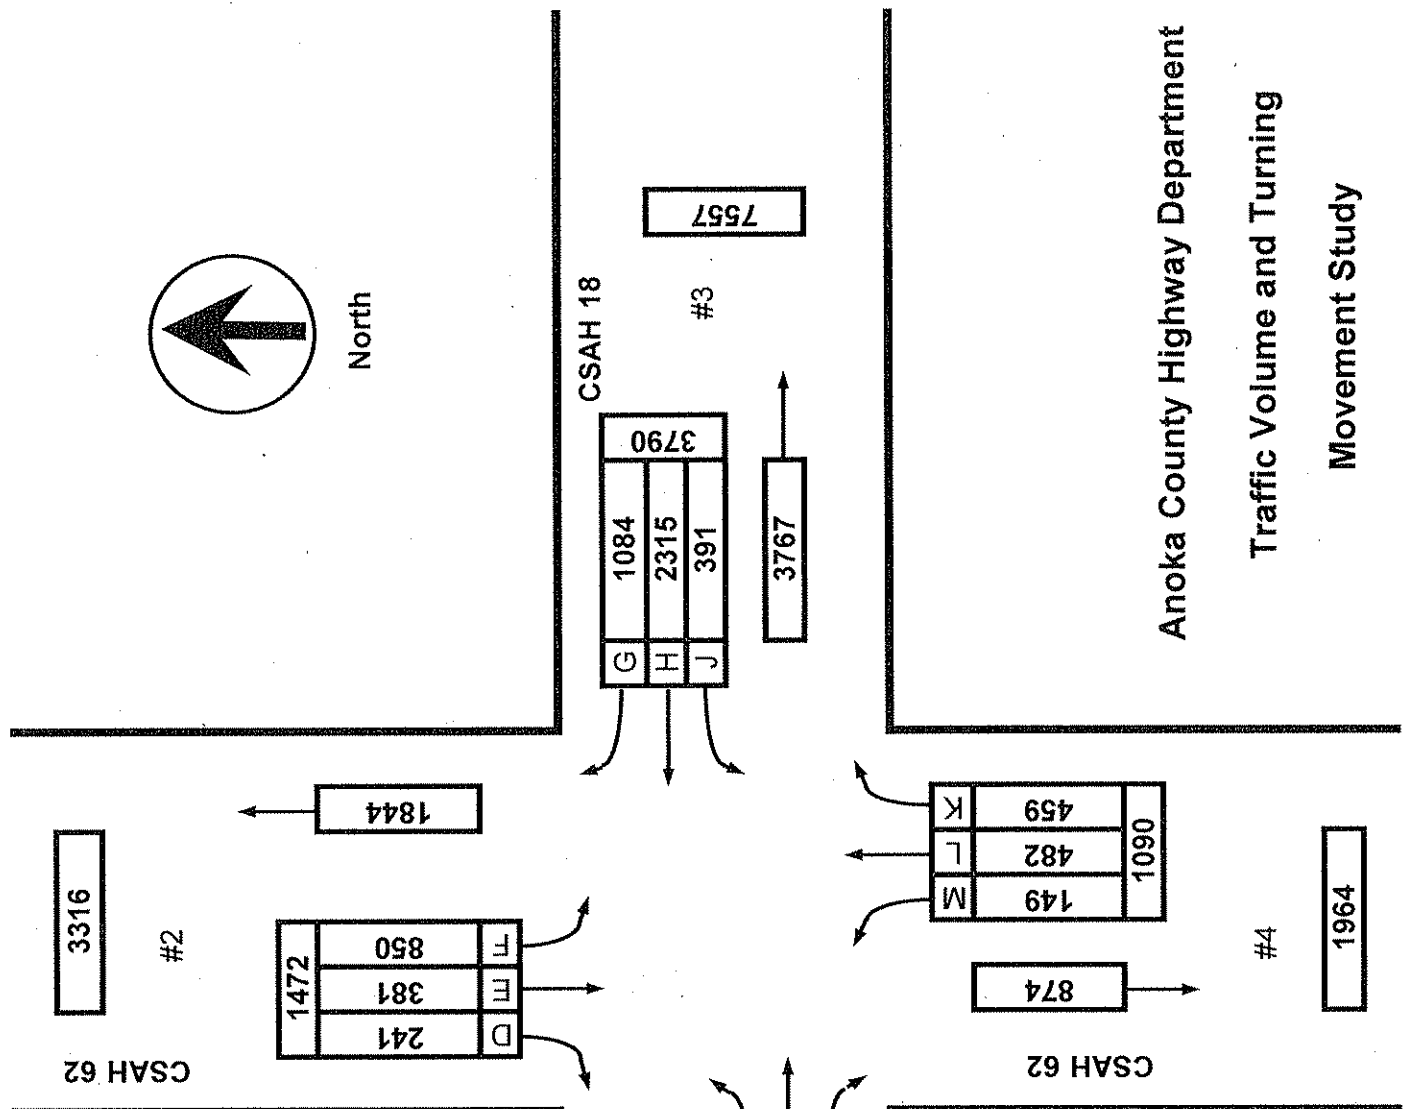 North
CSAH 18
#3
7557
3790
G 1084
H 2315
J 391
3767
3316
#2
1844
1472
850 F
381 E
241 D
CSAH 62
K 459
L 482
M 149
1090
874
#4
1964
CSAH 62
Anoka County Highway Department
Traffic Volume and Turning
Movement Study